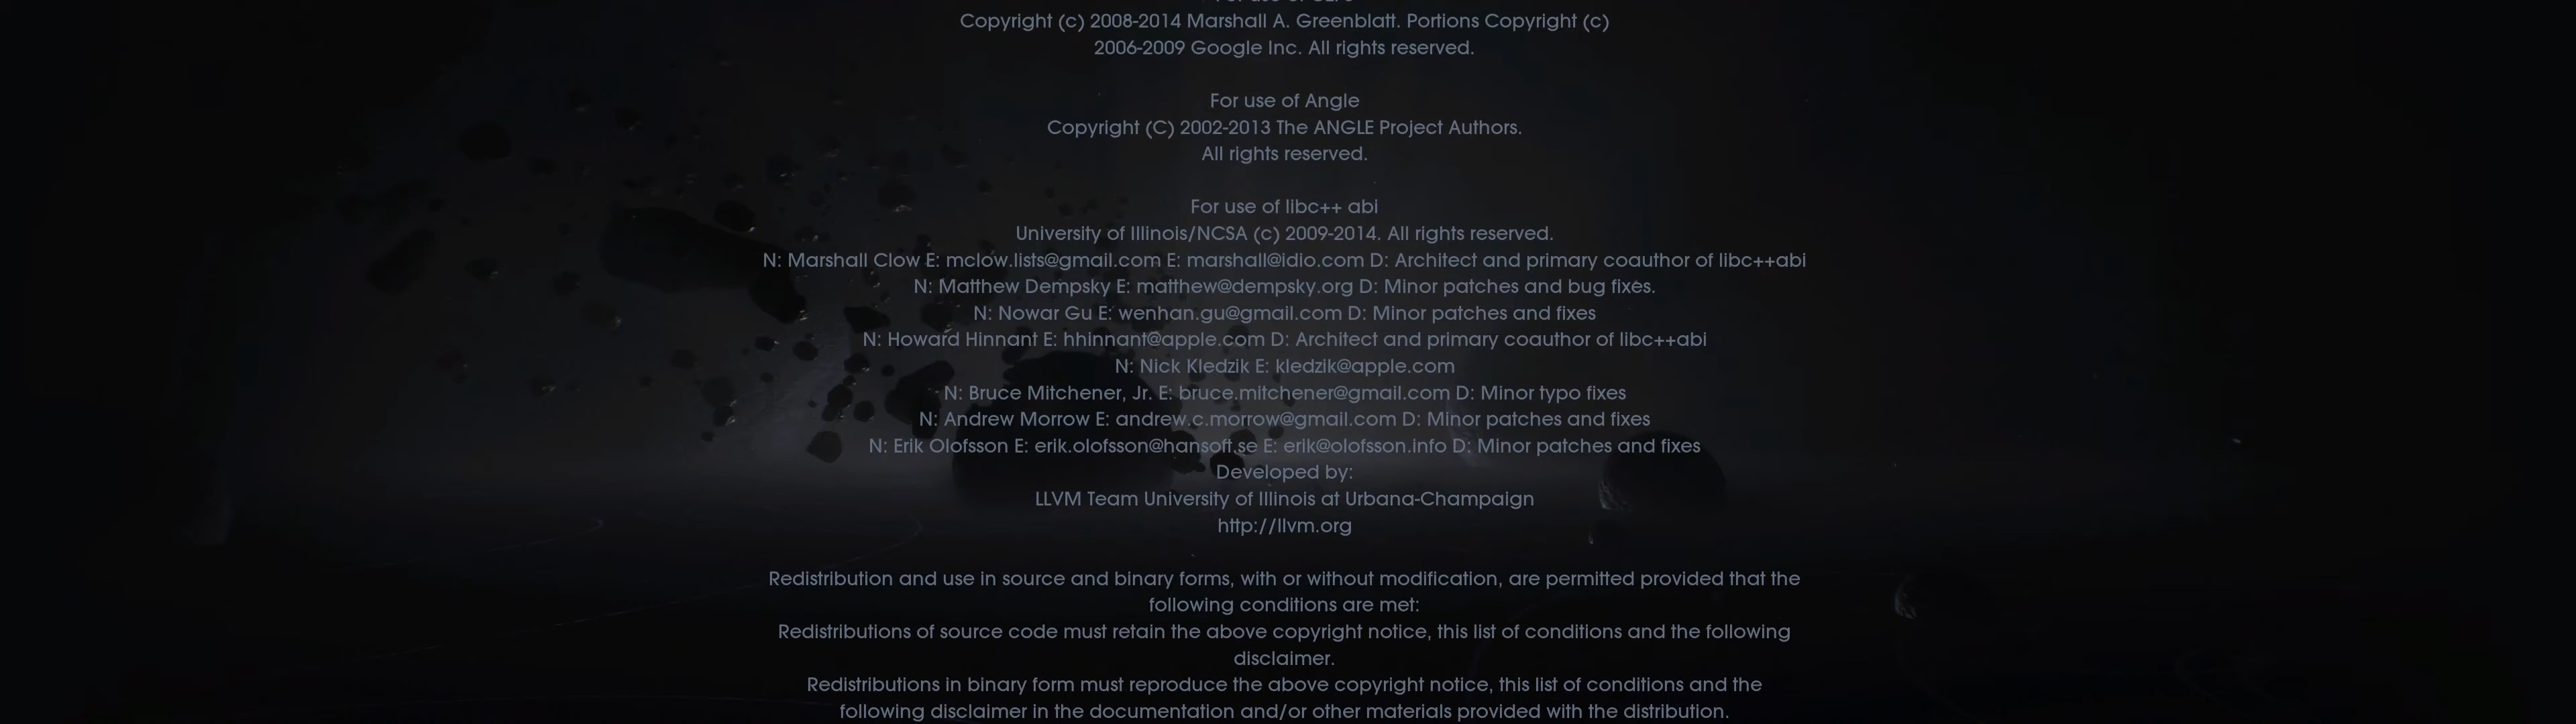 Copyright (c) 2008-2014 Marshall A. Greenblatt. Portions Copyright (c)
2006-2009 Google Inc. All rights reserved.
For use of Angle
Copyright (C) 2002-2013 The ANGLE Project Authors.
All rights reserved.
For use of libc++ abi
University of Illinois/NCSA (c) 2009-2014. All rights reserved.
N: Marshall Clow E: mclow.lists@gmail.com E: marshall@idio.com D: Architect and primary coauthor of libc++abi
N: Matthew Dempsky E: matthew@dempsky.org D: Minor patches and bug fixes.
N: Nowar Gu E: wenhan.gu@gmail.com D: Minor patches and fixes
N: Howard Hinnant E: hhinnant@apple.com D: Architect and primary coauthor of libc++abi
N: Nick Kledzik E: kledzik@apple.com
N: Bruce Mitchener, Jr. E: bruce.mitchener@gmail.com D: Minor typo fixes
N: Andrew Morrow E: andrew.c.morrow@gmail.com D: Minor patches and fixes
N: Erik Olofsson E: erik.olofsson@hansoft.se E: erik@olofsson.info D: Minor patches and fixes
Developed by:
LLVM Team University of Illinois at Urbana-Champaign
http://llvm.org
Redistribution and use in source and binary forms, with or without modification, are permitted provided that the
following conditions are met:
Redistributions of source code must retain the above copyright notice, this list of conditions and the following
disclaimer.
Redistributions in binary form must reproduce the above copyright notice, this list of conditions and the
following disclaimer in the documentation and/or other materials provided with the distribution.